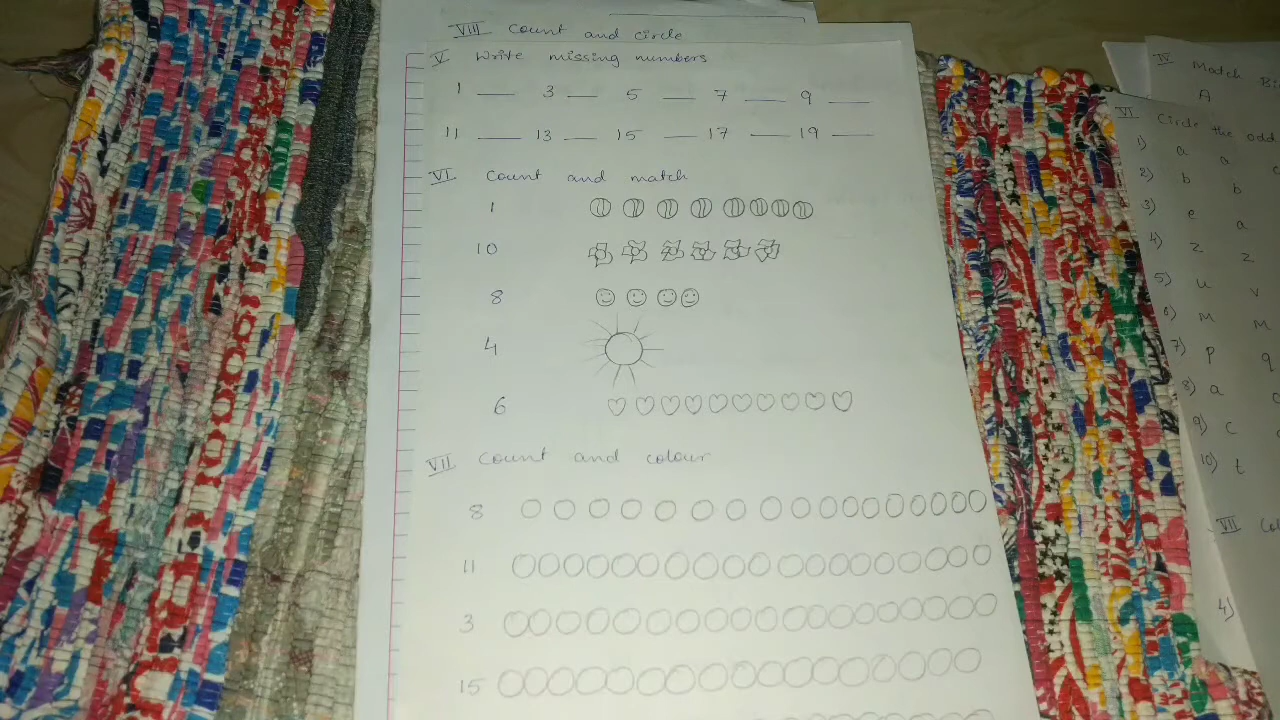 VIII Count and circle
V Write missing numbers
1 ___ 3 ___ 5 ___ 7 ___ 9 ___
11 ___ 13 ___ 15 ___ 17 ___ 19 ___
VI Count and match
1
10
8
4
6
VII Count and colour
8
11
3
15
IV Match
A
VI Circle the odd
1) a a
2) b b
3) e a
4) z z
5) u v
6) M M
7) p q
8) a
9) c
10) t
VII
4)